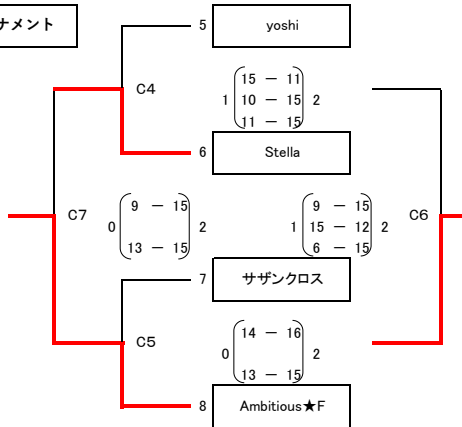 ナメント
5 yoshi
C4
15 － 11
1 10 － 15 2
11 － 15
6 Stella
C7
9 － 15
0 2
13 － 15
9 － 15
1 15 － 12 2
6 － 15
C6
7 サザンクロス
C5
14 － 16
0 2
13 － 15
8 Ambitious★F